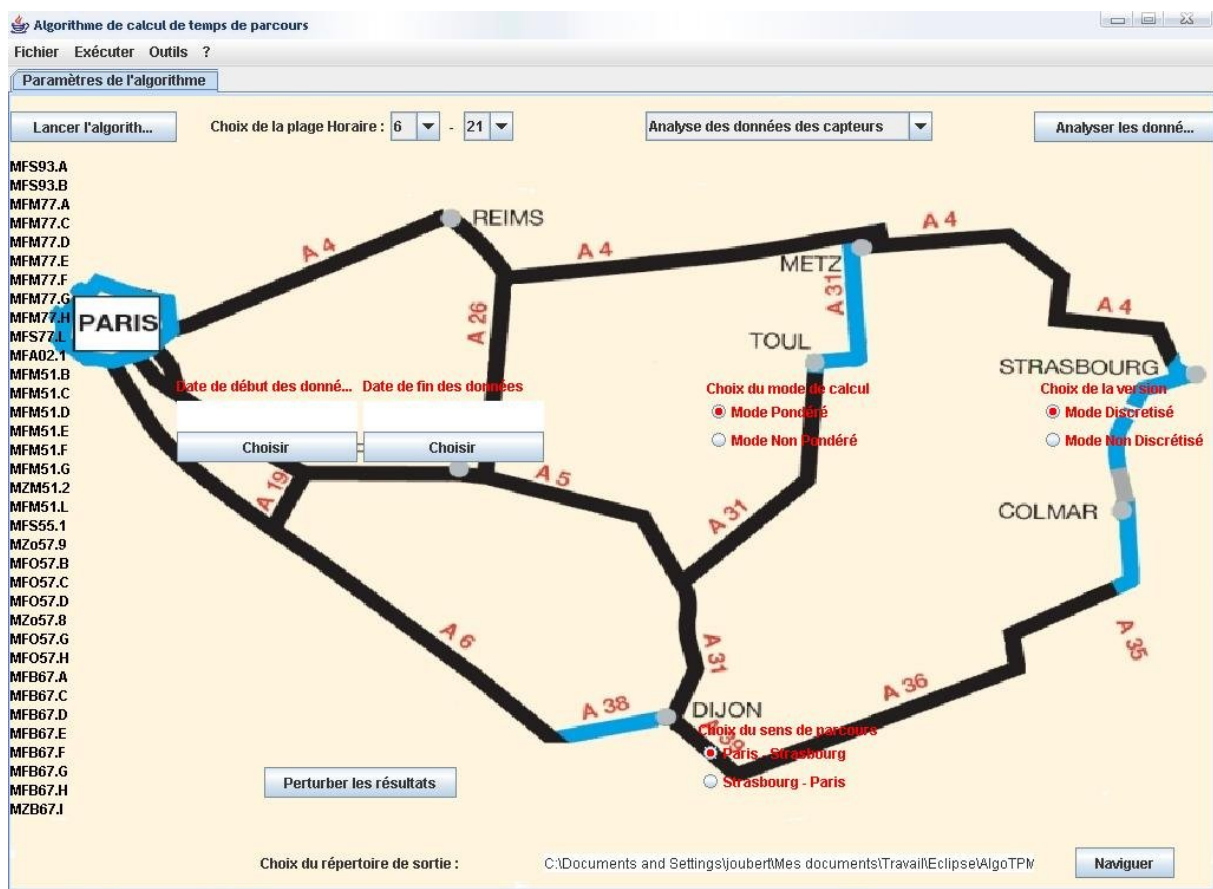 Algorithme de calcul de temps de parcours
Fichier Exécuter Outils ?
Paramètres de l'algorithme
Lancer l'algorith... Choix de la plage Horaire : 6 - 21 Analyse des données des capteurs Analyser les donné...
MFS93.A
MFS93.B
MFM77.A
MFM77.C
MFM77.D
MFM77.E
MFM77.F
MFM77.G
MFM77.H
MFS77.L
MFA02.1
MFM51.B
MFM51.C
MFM51.D
MFM51.E
MFM51.F
MFM51.G
MZM51.2
MFM51.L
MFS55.1
MZo57.9
MFO57.B
MFO57.C
MFO57.D
MZo57.8
MFO57.G
MFO57.H
MFB67.A
MFB67.C
MFB67.D
MFB67.E
MFB67.F
MFB67.G
MFB67.H
MZB67.I
REIMS
A 4
A 4
A 4
METZ
A 31
A 4
PARIS
A 26
TOUL
STRASBOURG
Date de début des donné... Date de fin des données
Choisir Choisir
Choix du mode de calcul
Mode Pondéré
Mode Non Pondéré
Choix de la version
Mode Discretisé
Mode Non Discrétisé
A 19
A 5
A 31
COLMAR
A 6
A 31
A 35
A 36
A 38
DIJON
A 39
Choix du sens de parcours
Paris - Strasbourg
Strasbourg - Paris
Perturber les résultats
Choix du répertoire de sortie : C:\Documents and Settings\joubert\Mes documents\Travail\Eclipse\AlgoTPM Naviguer